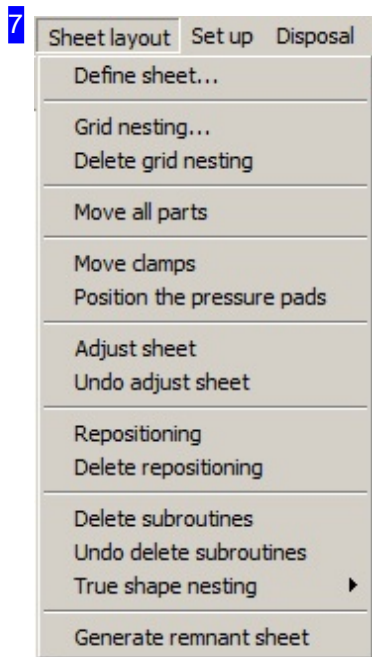 7
Sheet layout Set up Disposal
Define sheet...
Grid nesting...
Delete grid nesting
Move all parts
Move clamps
Position the pressure pads
Adjust sheet
Undo adjust sheet
Repositioning
Delete repositioning
Delete subroutines
Undo delete subroutines
True shape nesting
Generate remnant sheet